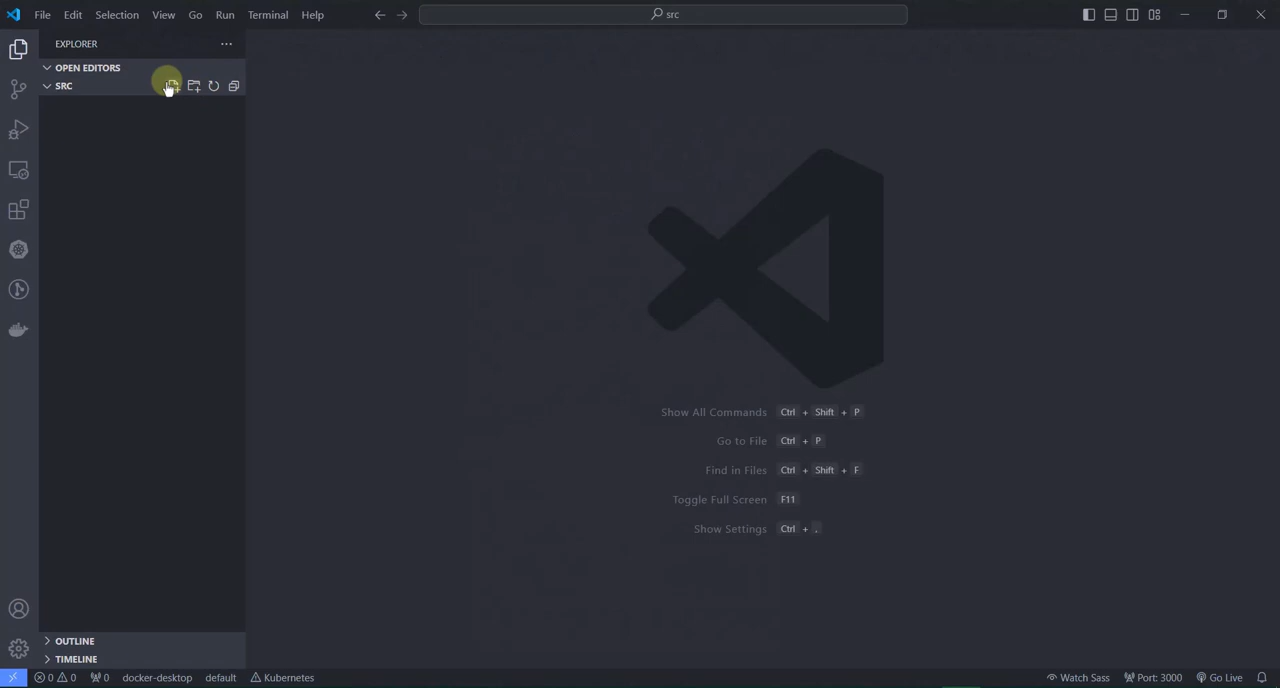 File Edit Selection View Go Run Terminal Help
src
EXPLORER
OPEN EDITORS
SRC
Show All Commands Ctrl + Shift + P
Go to File Ctrl + P
Find in Files Ctrl + Shift + F
Toggle Full Screen F11
Show Settings Ctrl + .
OUTLINE
TIMELINE
0 0 0 docker-desktop default Kubernetes Watch Sass Port: 3000 Go Live